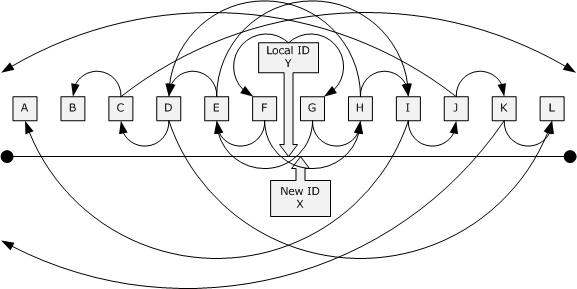 Local ID
Y
A B C D E F G H I J K L
New ID
X